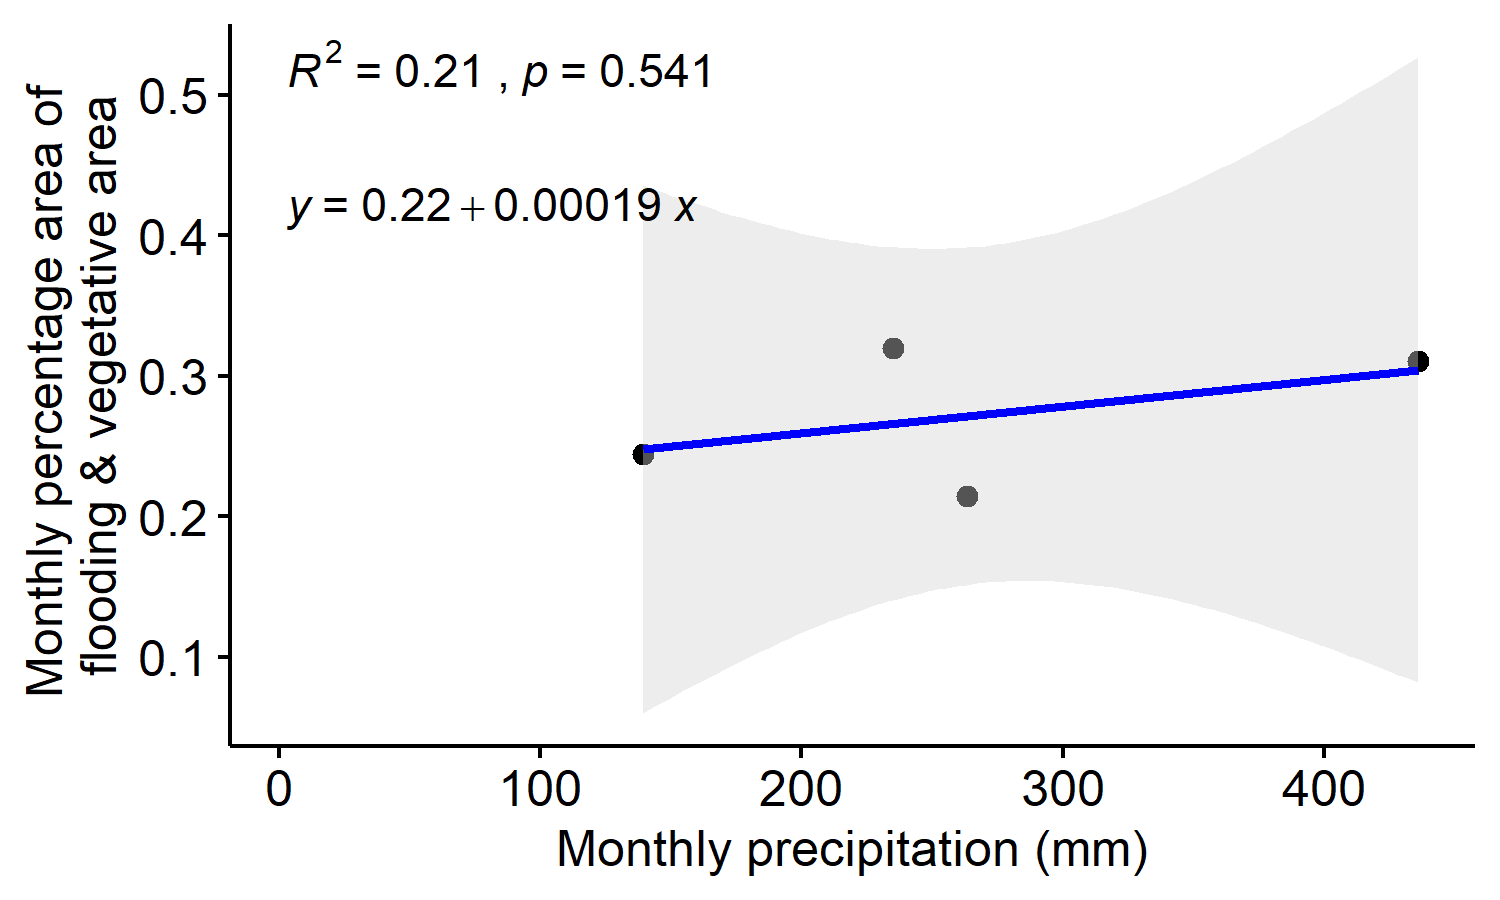 R² = 0.21 , p = 0.541
y = 0.22 + 0.00019 x
Monthly percentage area of
flooding & vegetative area
0.5
0.4
0.3
0.2
0.1
0 100 200 300 400
Monthly precipitation (mm)